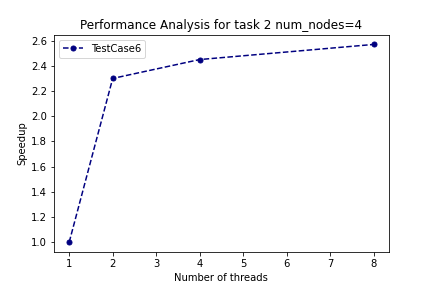 Performance Analysis for task 2 num_nodes=4
TestCase6
Speedup
2.6
2.4
2.2
2.0
1.8
1.6
1.4
1.2
1.0
1 2 3 4 5 6 7 8
Number of threads